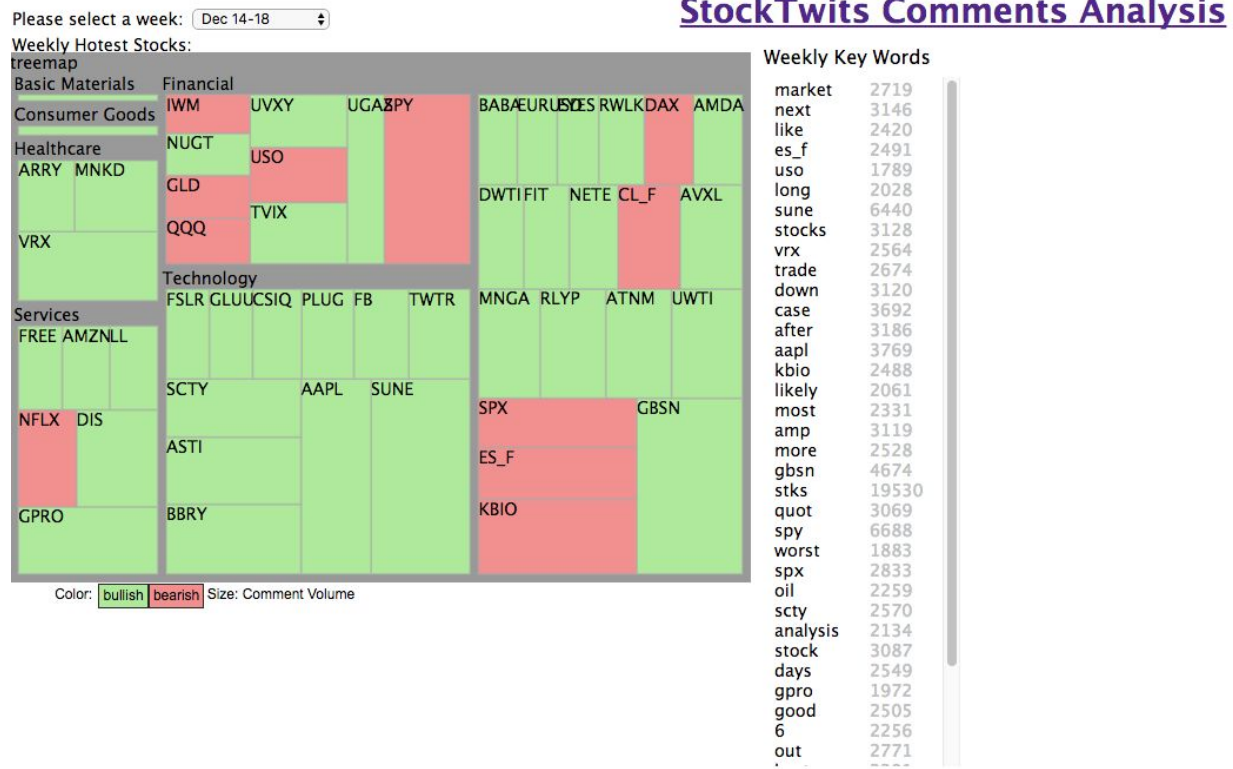 Please select a week: Dec 14-18
StockTwits Comments Analysis
Weekly Hotest Stocks:
treemap
Basic Materials
Consumer Goods
Healthcare
ARRY MNKD
VRX
Services
FREE AMZN LL
NFLX DIS
GPRO
Financial
IWM UVXY UGAZ SPY
NUGT
USO
GLD
TVIX
QQQ
Technology
FSLR GLUU CSIQ PLUG FB TWTR
SCTY AAPL SUNE
ASTI
BBRY
BABA EURUSD ES RWLK DAX AMDA
DWTI FIT NETE CL_F AVXL
MNGA RLYP ATNM UWTI
SPX GBSN
ES_F
KBIO
Color: bullish bearish Size: Comment Volume
Weekly Key Words
market 2719
next 3146
like 2420
es_f 2491
uso 1789
long 2028
sune 6440
stocks 3128
vrx 2564
trade 2674
down 3120
case 3692
after 3186
aapl 3769
kbio 2488
likely 2061
most 2331
amp 3119
more 2528
gbsn 4674
stks 19530
quot 3069
spy 6688
worst 1883
spx 2833
oil 2259
scty 2570
analysis 2134
stock 3087
days 2549
gpro 1972
good 2505
6 2256
out 2771